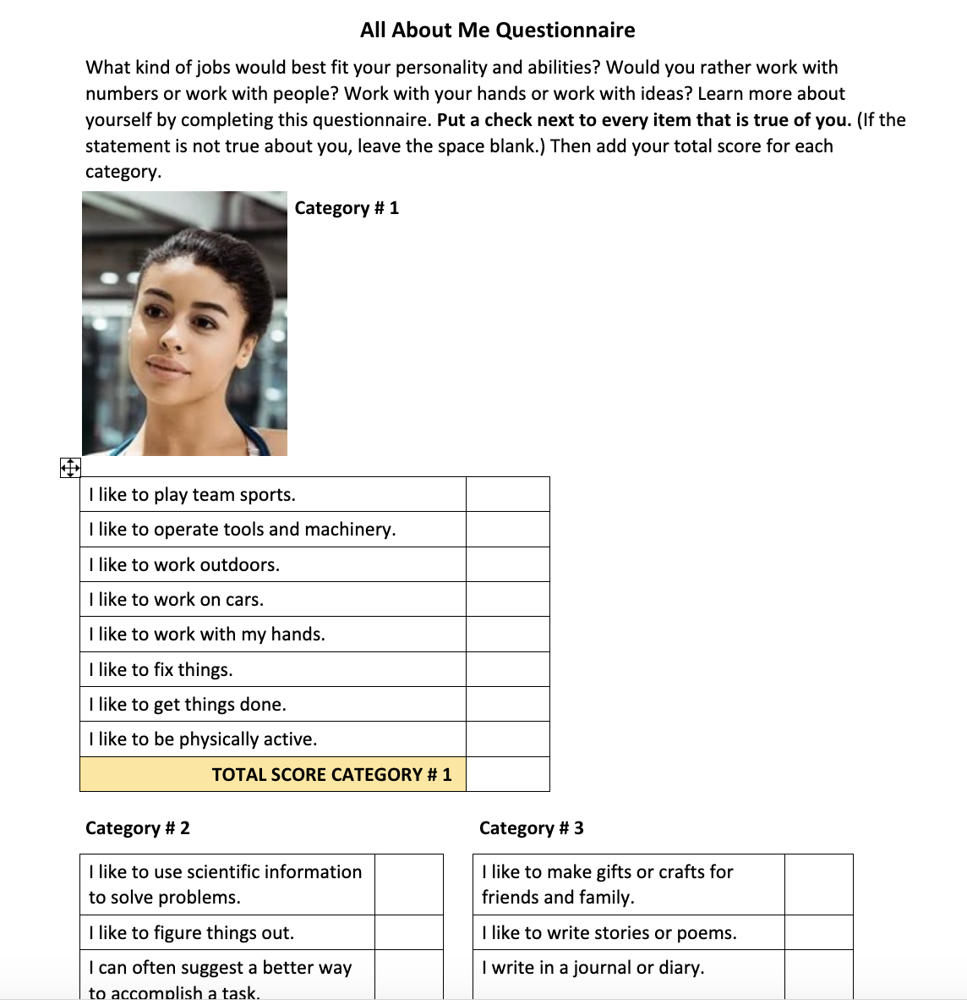 All About Me Questionnaire
What kind of jobs would best fit your personality and abilities? Would you rather work with
numbers or work with people? Work with your hands or work with ideas? Learn more about
yourself by completing this questionnaire. Put a check next to every item that is true of you. (If the
statement is not true about you, leave the space blank.) Then add your total score for each
category.
Category # 1
I like to play team sports.
I like to operate tools and machinery.
I like to work outdoors.
I like to work on cars.
I like to work with my hands.
I like to fix things.
I like to get things done.
I like to be physically active.
TOTAL SCORE CATEGORY # 1
Category # 2
I like to use scientific information
to solve problems.
I like to figure things out.
I can often suggest a better way
to accomplish a task.
Category # 3
I like to make gifts or crafts for
friends and family.
I like to write stories or poems.
I write in a journal or diary.